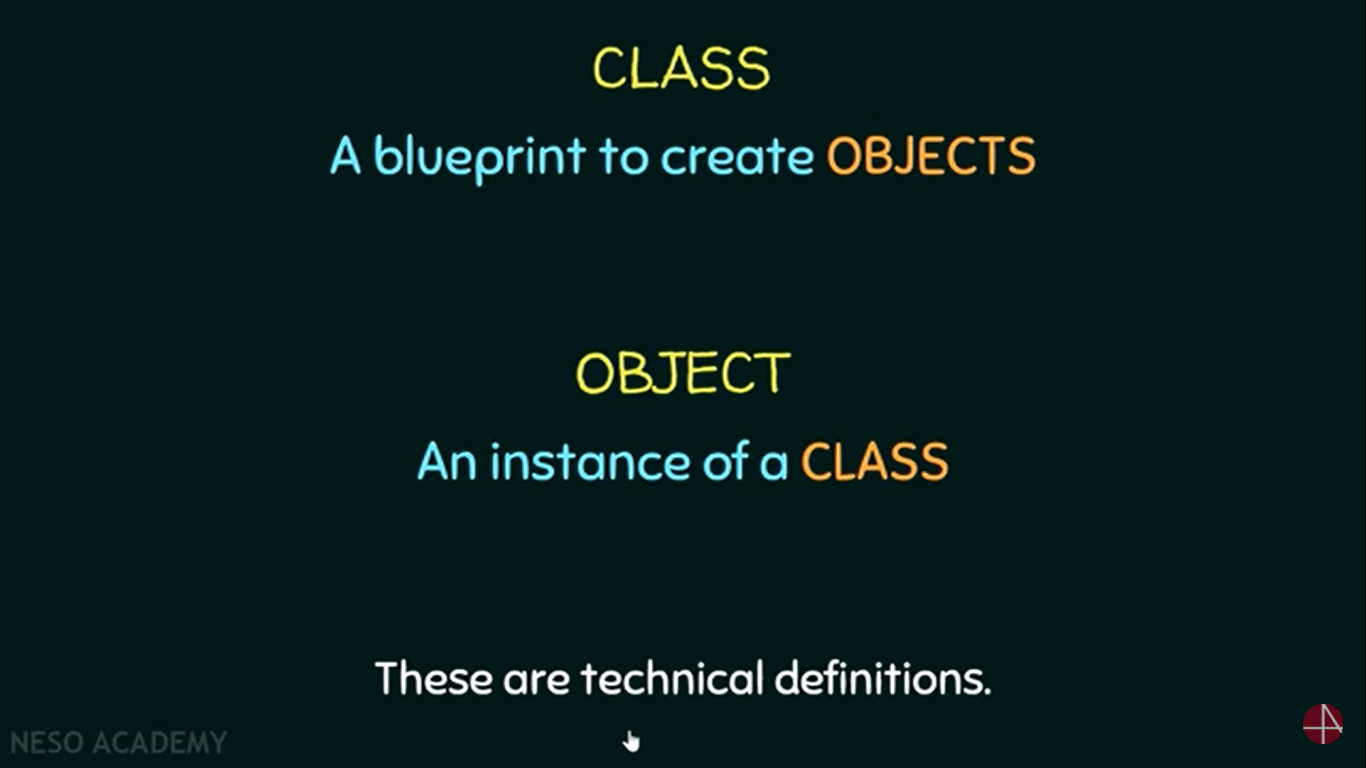 CLASS
A blueprint to create OBJECTS
OBJECT
An instance of a CLASS
These are technical definitions.
NESO ACADEMY